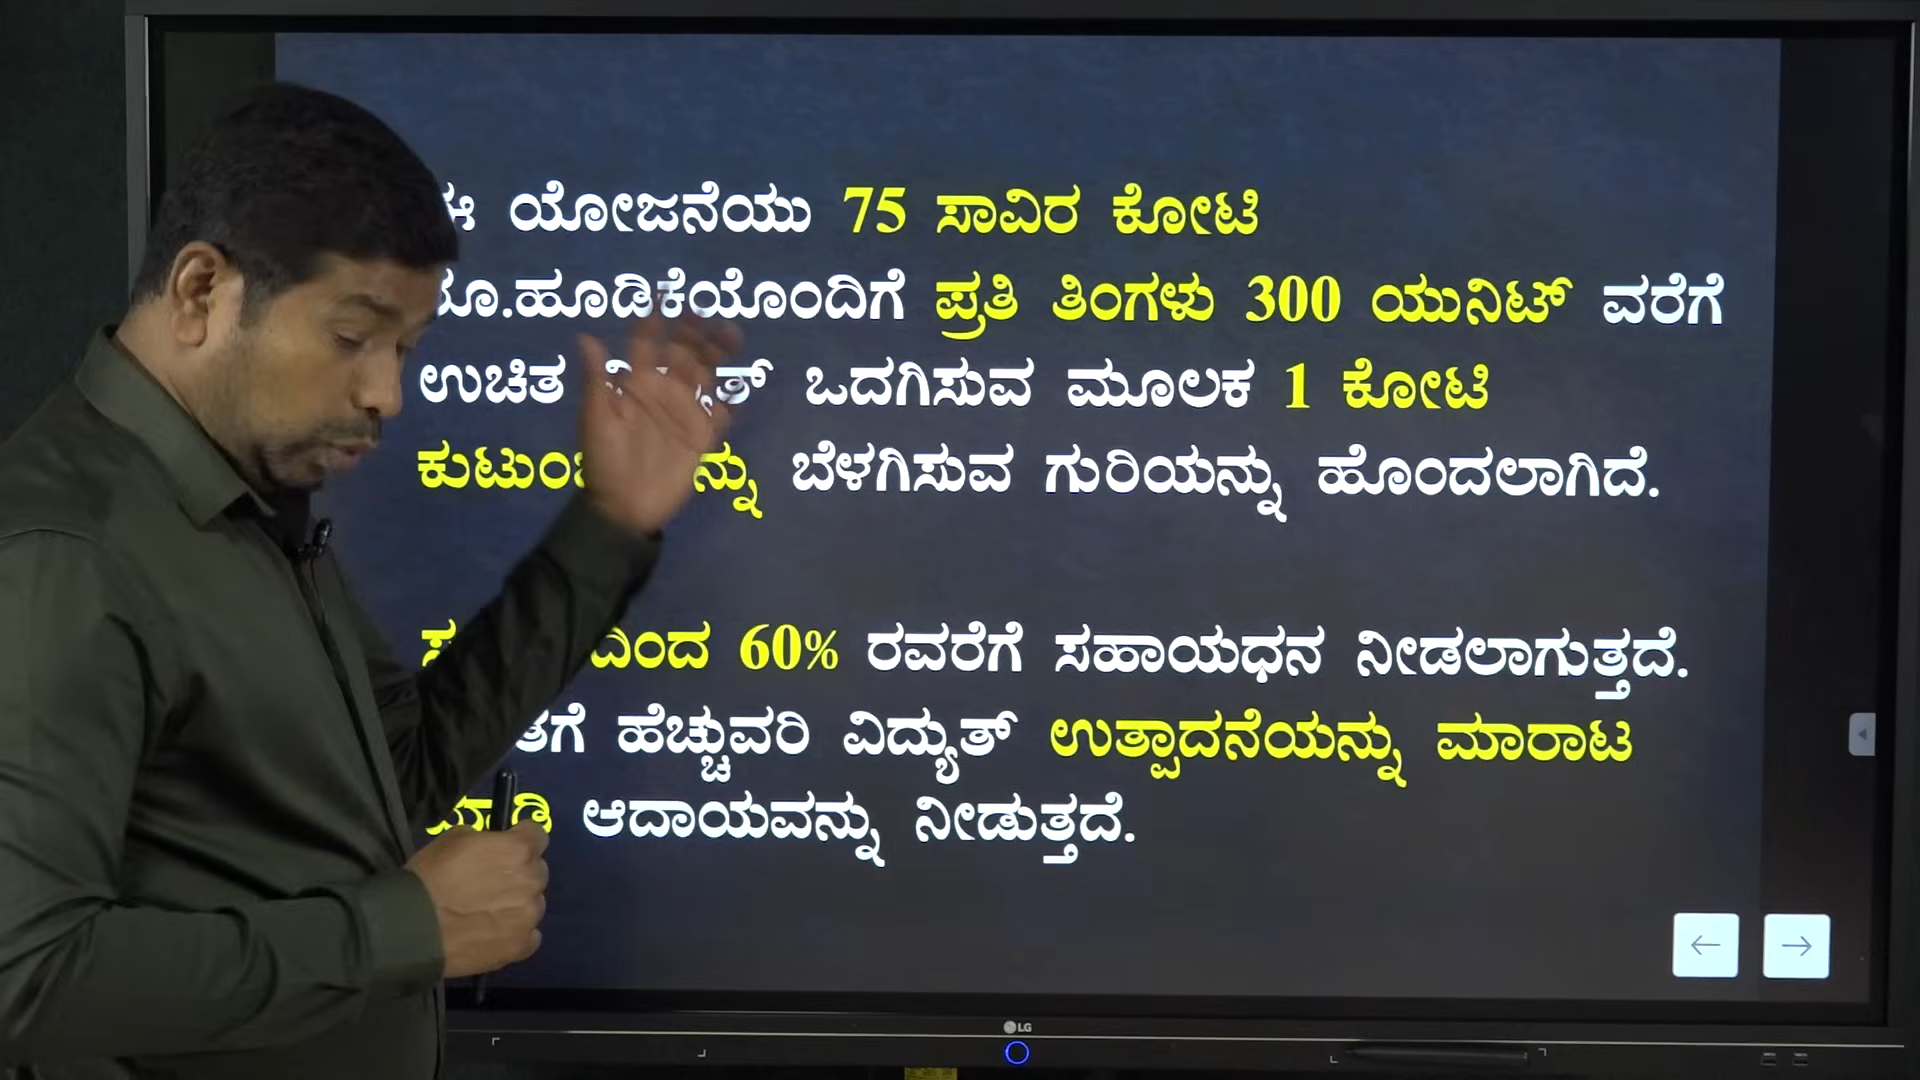 ಈ ಯೋಜನೆಯು 75 ಸಾವಿರ ಕೋಟಿ
ರೂ.ಹೂಡಿಕೆಯೊಂದಿಗೆ ಪ್ರತಿ ತಿಂಗಳು 300 ಯುನಿಟ್ ವರೆಗೆ
ಉಚಿತ ಒದಗಿಸುವ ಮೂಲಕ 1 ಕೋಟಿ
ಬೆಳಗಿಸುವ ಗುರಿಯನ್ನು ಹೊಂದಲಾಗಿದೆ.
60% ರವರೆಗೆ ಸಹಾಯಧನ ನೀಡಲಾಗುತ್ತದೆ.
ಹೆಚ್ಚುವರಿ ವಿದ್ಯುತ್ ಉತ್ಪಾದನೆಯನ್ನು ಮಾರಾಟ
ಆದಾಯವನ್ನು ನೀಡುತ್ತದೆ.
LG